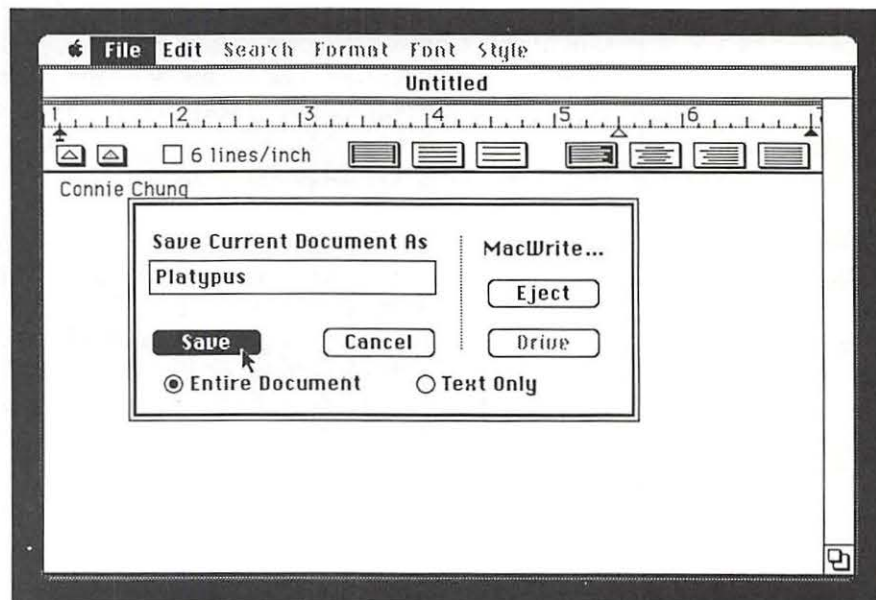 File Edit Search Format Font Style
Untitled
1 2 3 4 5 6 7
6 lines/inch
Connie Chung
Save Current Document As
Platypus
Save Cancel
Entire Document Text Only
MacWrite...
Eject
Drive